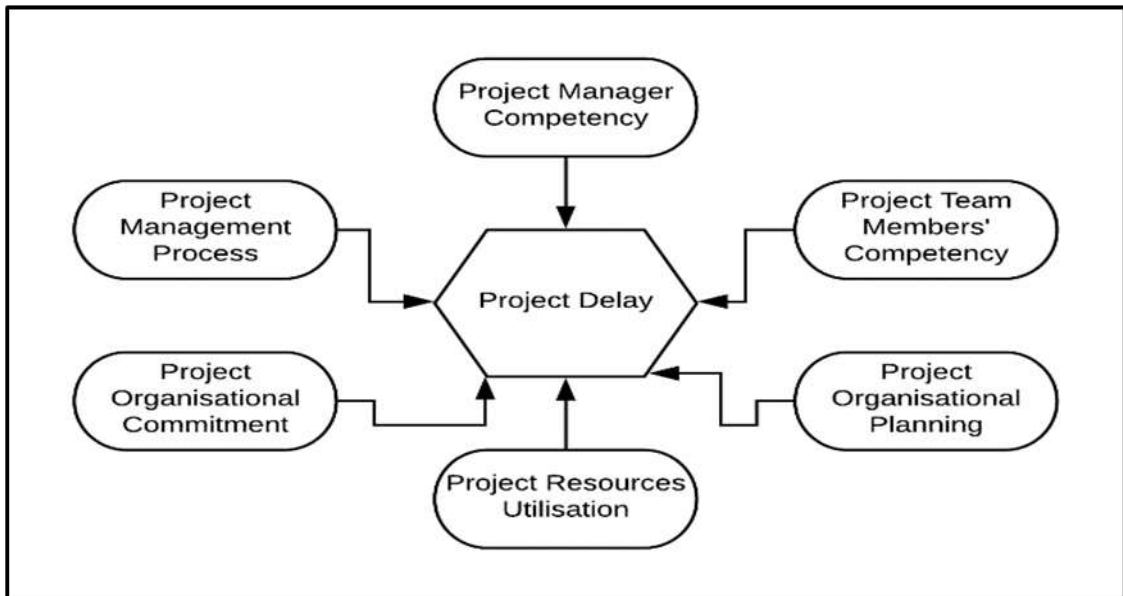 Project Manager
Competency
Project
Management
Process
Project Team
Members'
Competency
Project Delay
Project
Organisational
Commitment
Project
Organisational
Planning
Project Resources
Utilisation